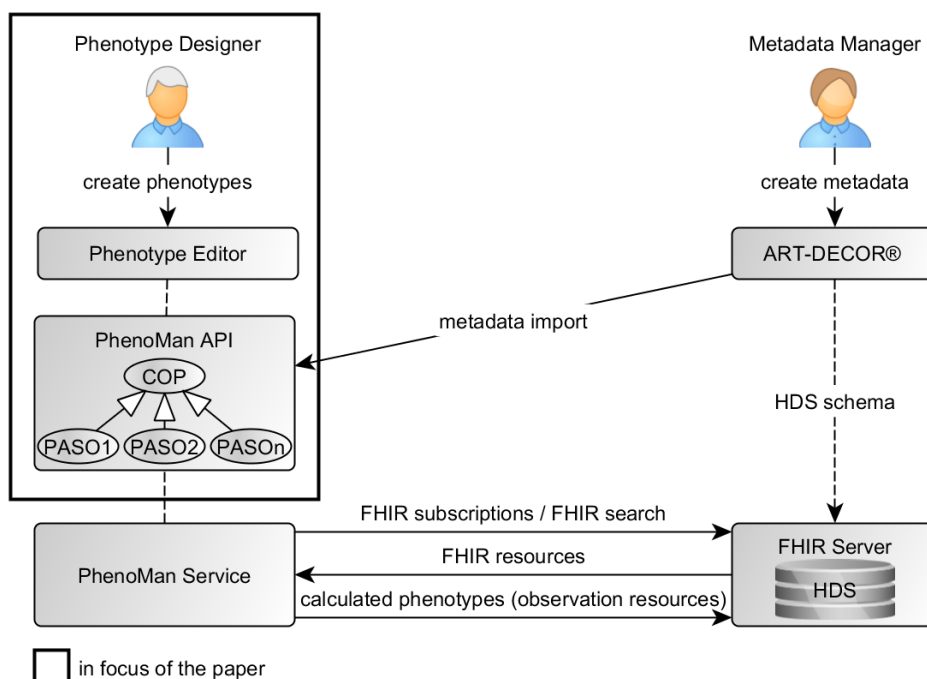 Phenotype Designer
Metadata Manager
create phenotypes
create metadata
Phenotype Editor
ART-DECOR®
metadata import
PhenoMan API
COP
PASO1
PASO2
PASOn
HDS schema
FHIR subscriptions / FHIR search
FHIR resources
calculated phenotypes (observation resources)
PhenoMan Service
FHIR Server
HDS
in focus of the paper